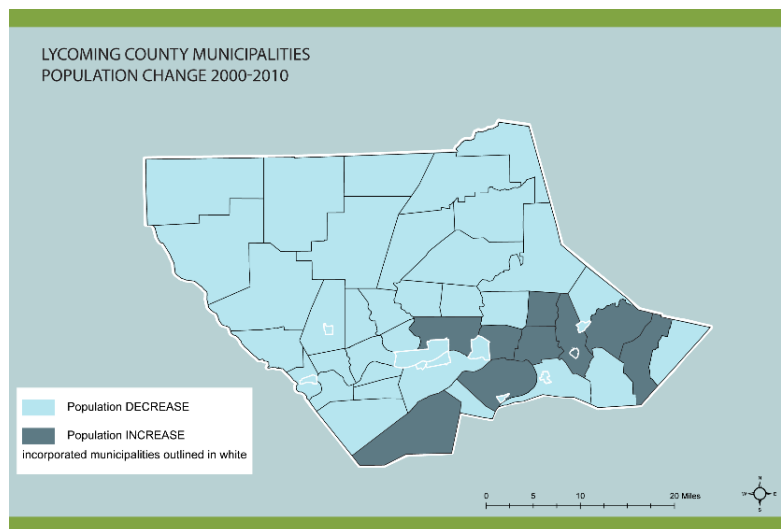 LYCOMING COUNTY MUNICIPALITIES
POPULATION CHANGE 2000-2010
Population DECREASE
Population INCREASE
incorporated municipalities outlined in white
0 5 10 15 20 Miles
N
W E
S